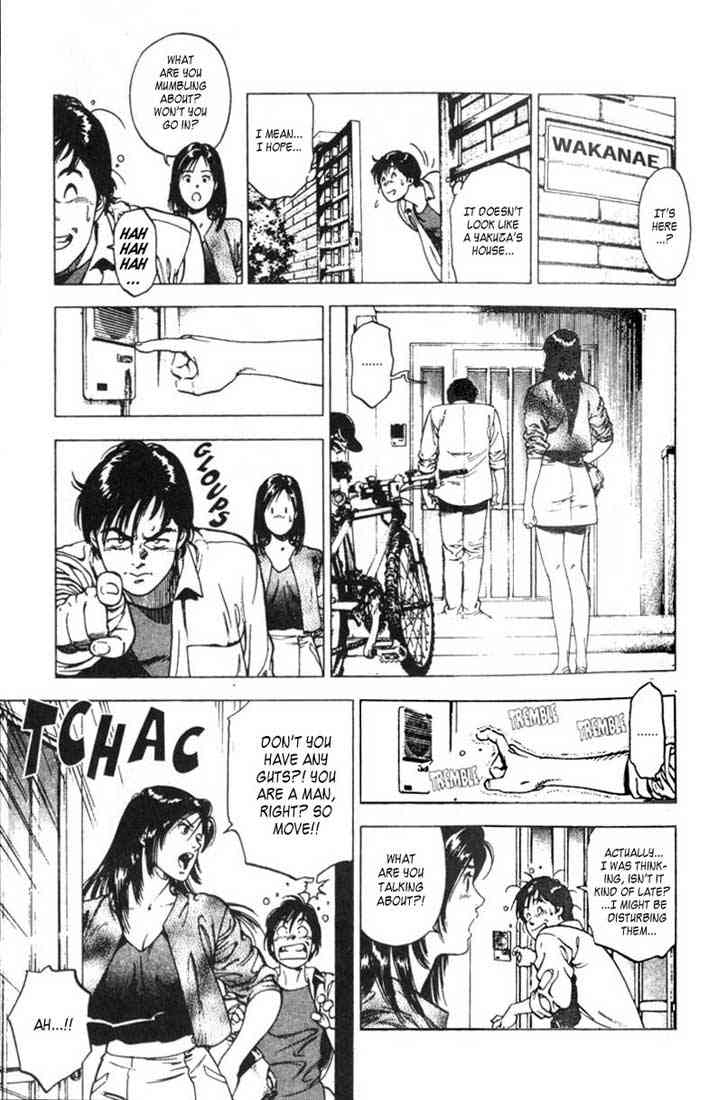 WAKANAE
IT'S
HERE
...?
IT DOESN'T
LOOK LIKE
A YAKUZA'S
HOUSE...
I MEAN...
I HOPE...
WHAT
ARE YOU
MUMBLING
ABOUT?
WON'T YOU
GO IN?
HAH
HAH
HAH
...
.......
GLOUPS
.......
TREMBLE
TREMBLE
TREMBLE
ACTUALLY...
I WAS THINK-
ING, ISN'T IT
KIND OF LATE?
...I MIGHT BE
DISTURBING
THEM...
WHAT
ARE YOU
TALKING
ABOUT?!
DON'T YOU
HAVE ANY
GUTS?! YOU
ARE A MAN,
RIGHT? SO
MOVE!!
TCHAC
AH...!!